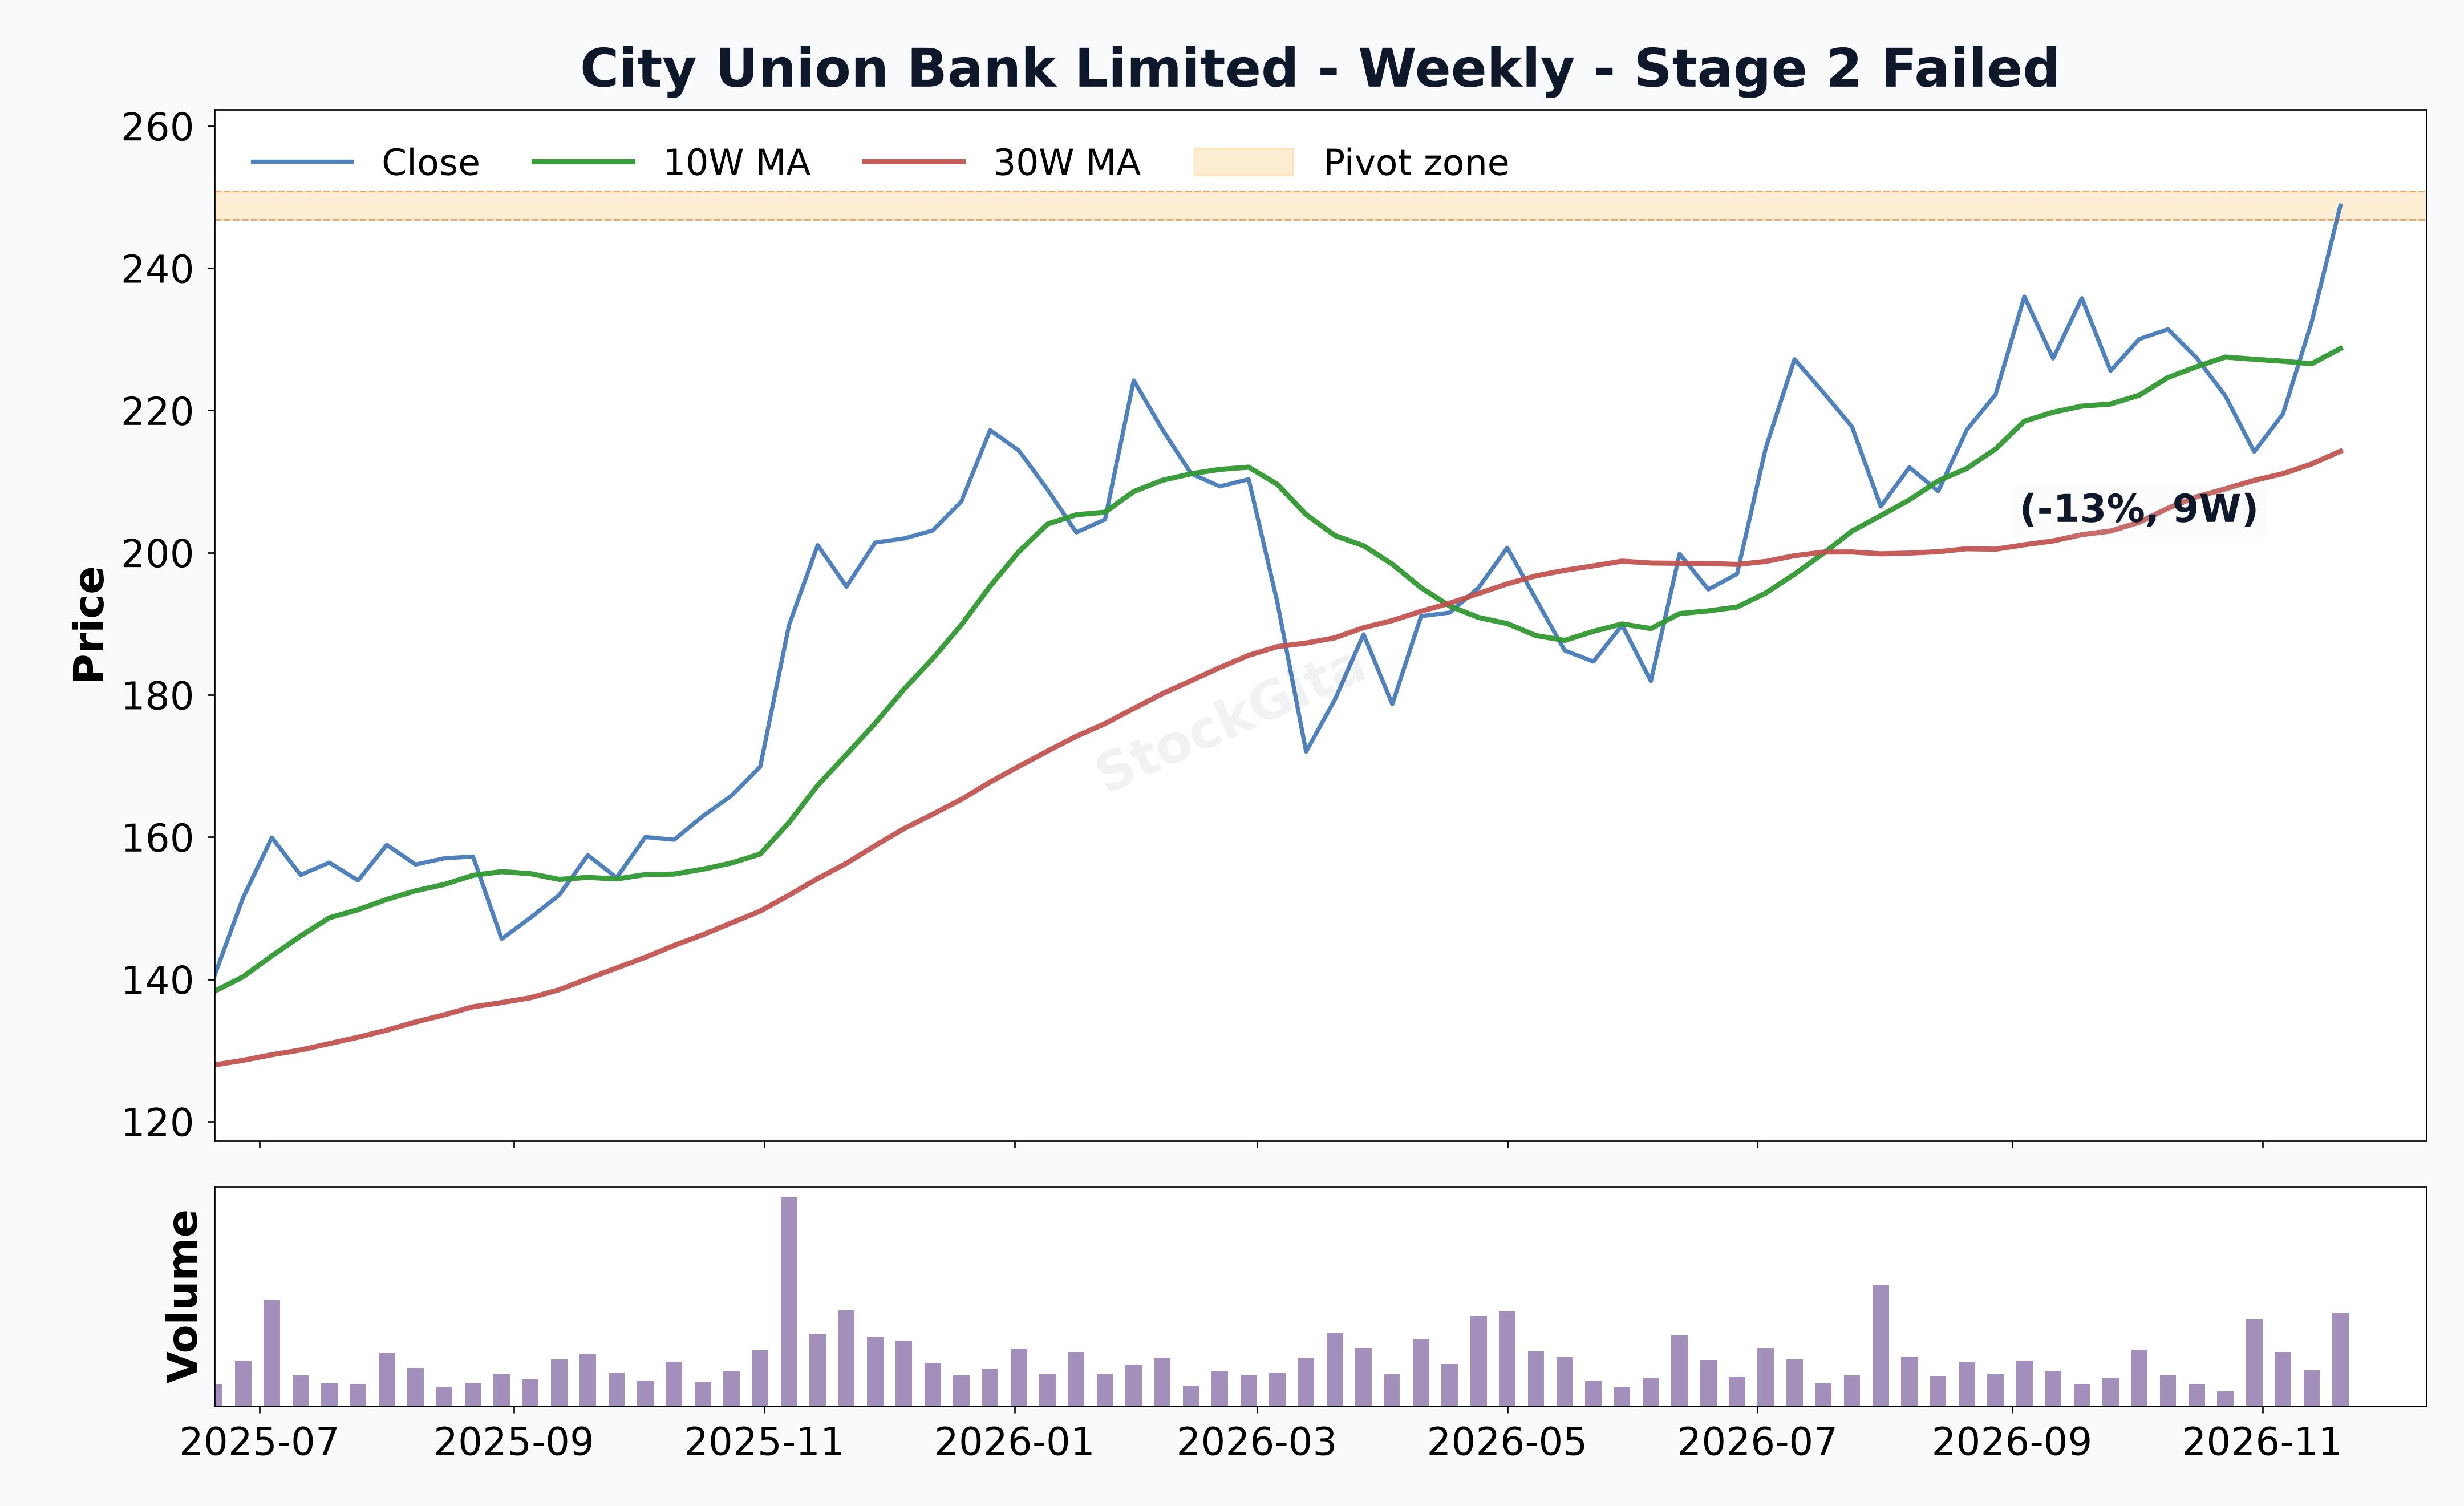 City Union Bank Limited - Weekly - Stage 2 Failed
Close 10W MA 30W MA Pivot zone
260
240
220
200
180
160
140
120
Price
(-13%, 9W)
StockGita
Volume
2025-07 2025-09 2025-11 2026-01 2026-03 2026-05 2026-07 2026-09 2026-11